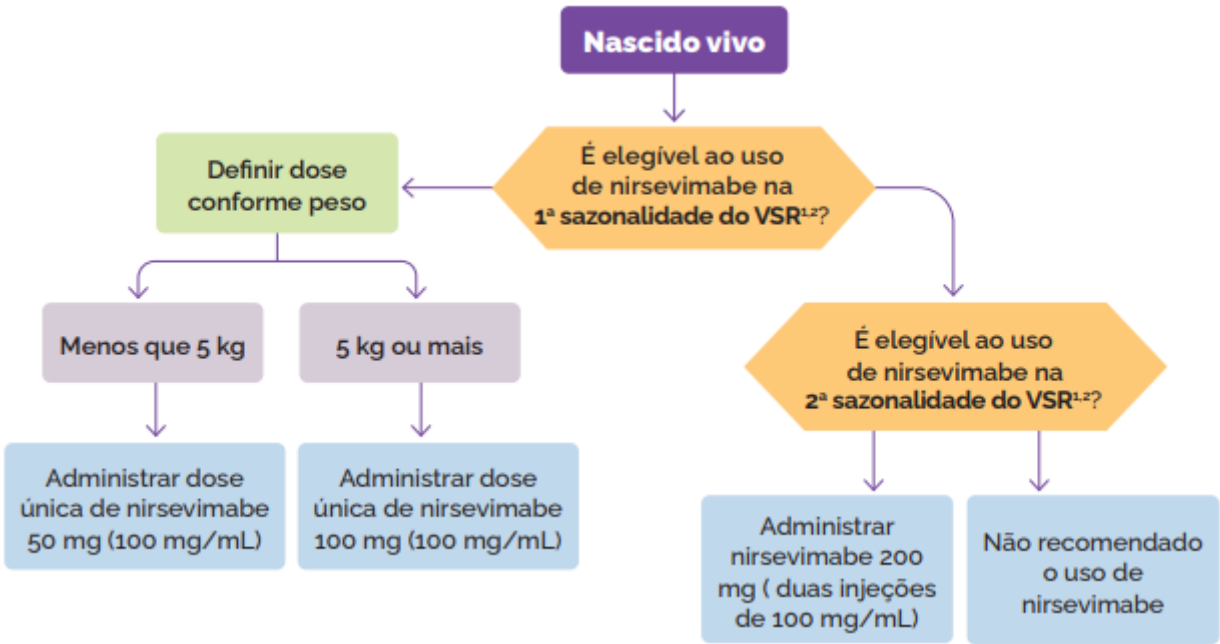 Nascido vivo
É elegível ao uso
de nirsevimabe na
1ª sazonalidade do VSR¹,²?
Definir dose
conforme peso
Menos que 5 kg
5 kg ou mais
Administrar dose
única de nirsevimabe
50 mg (100 mg/mL)
Administrar dose
única de nirsevimabe
100 mg (100 mg/mL)
É elegível ao uso
de nirsevimabe na
2ª sazonalidade do VSR¹,²?
Administrar
nirsevimabe 200
mg ( duas injeções
de 100 mg/mL)
Não recomendado
o uso de
nirsevimabe